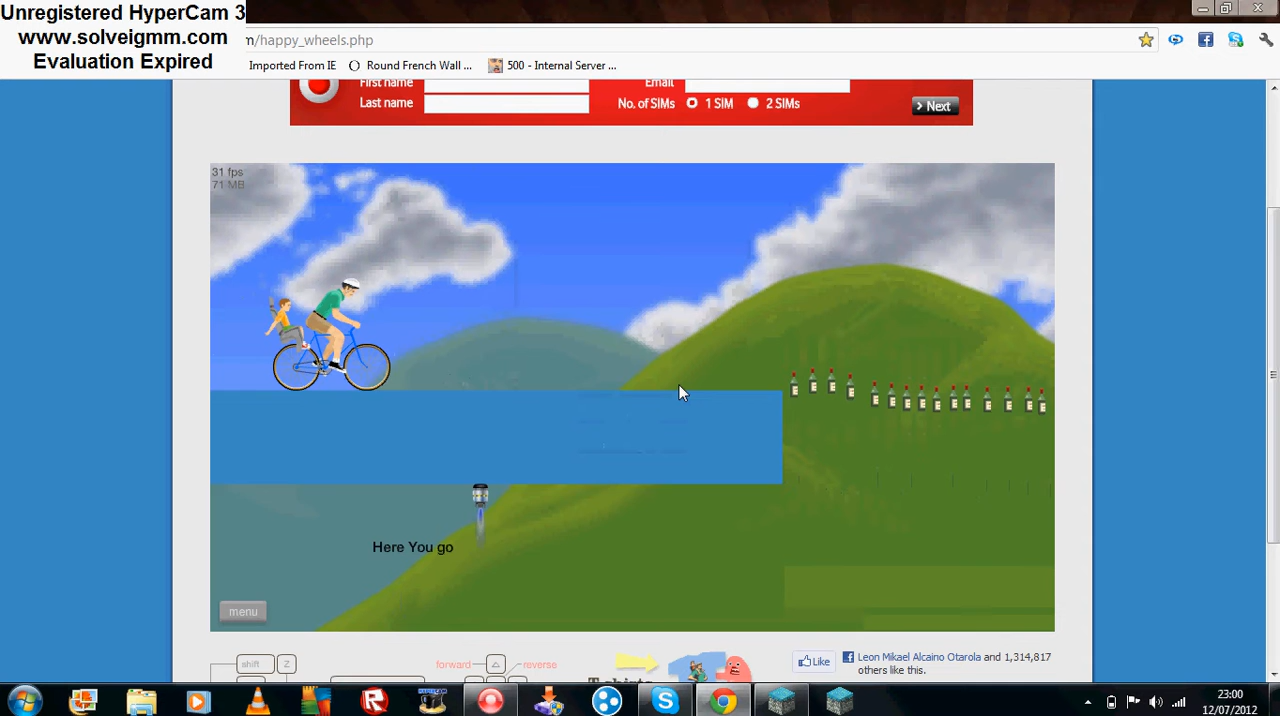 Unregistered HyperCam 3
www.solveigmm.com
Evaluation Expired
m/happy_wheels.php
Imported From IE
Round French Wall ...
500 - Internal Server ...
First name
Email
Last name
No. of SIMs
1 SIM
2 SIMs
> Next
31 fps
71 MB
Here You go
menu
shift
Z
forward
reverse
Like
Leon Mikael Alcaino Otarola and 1,314,817
others like this.
23:00
12/07/2012